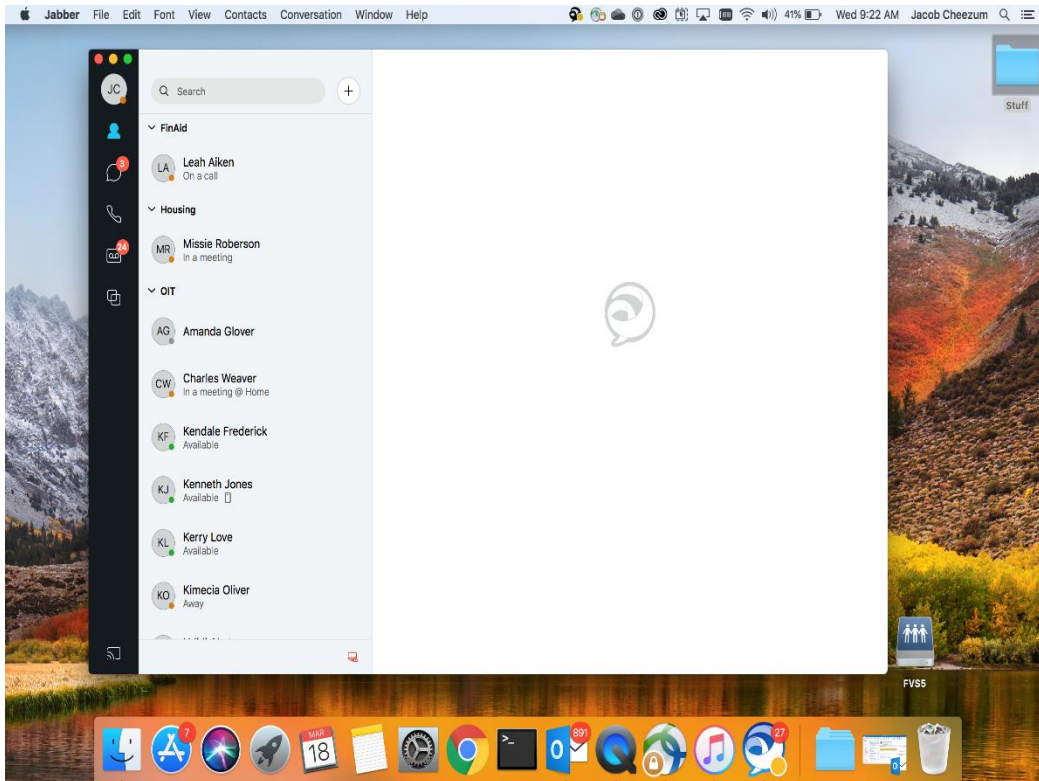 Jabber File Edit Font View Contacts Conversation Window Help 41% Wed 9:22 AM Jacob Cheezum
Stuff
JC
Search
3
24
FinAid
LA Leah Aiken
On a call
Housing
MR Missie Roberson
In a meeting
OIT
AG Amanda Glover
CW Charles Weaver
In a meeting @ Home
KF Kendale Frederick
Available
KJ Kenneth Jones
Available
KL Kerry Love
Available
KO Kimecia Oliver
Away
FVS5
7
MAR
18
891
27